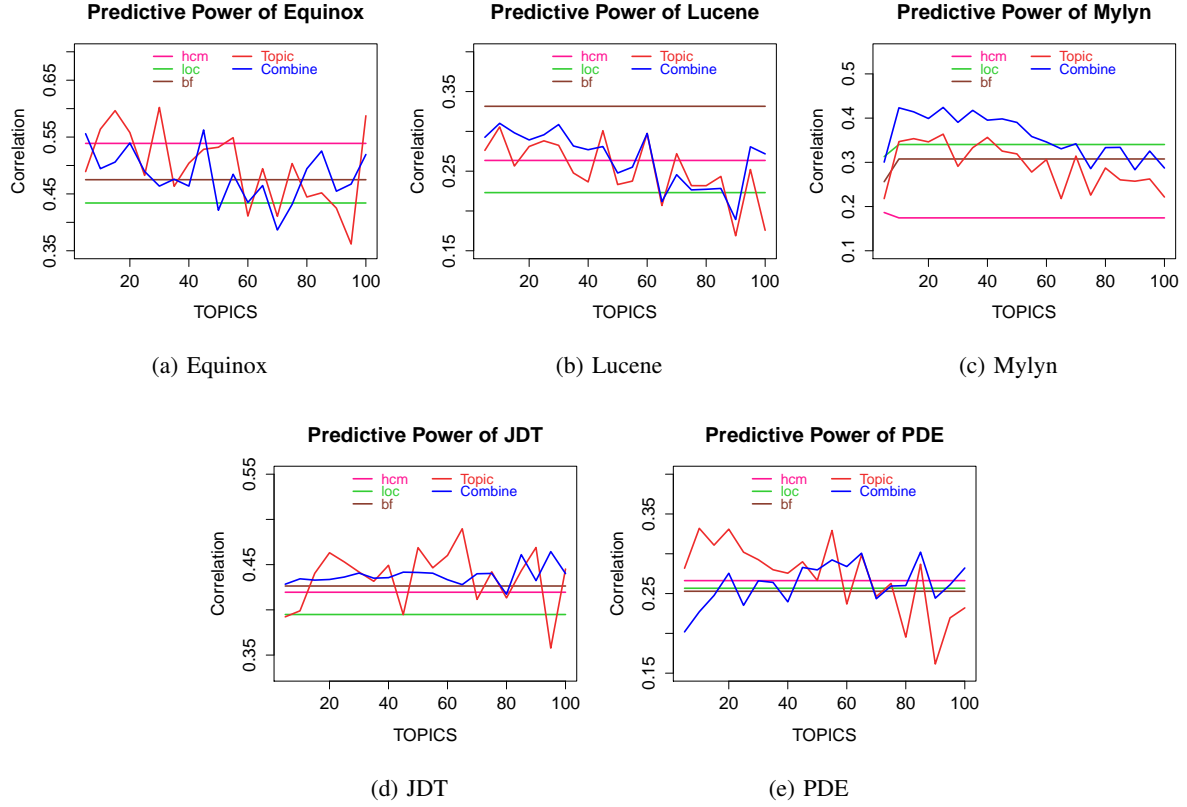 Predictive Power of Equinox
Correlation
0.35 0.45 0.55 0.65
hcm
loc
bf
Topic
Combine
20 40 60 80 100
TOPICS
(a) Equinox
Predictive Power of Lucene
Correlation
0.15 0.25 0.35
hcm
loc
bf
Topic
Combine
20 40 60 80 100
TOPICS
(b) Lucene
Predictive Power of Mylyn
Correlation
0.1 0.2 0.3 0.4 0.5
hcm
loc
bf
Topic
Combine
20 40 60 80 100
TOPICS
(c) Mylyn
Predictive Power of JDT
Correlation
0.35 0.45 0.55
hcm
loc
bf
Topic
Combine
20 40 60 80 100
TOPICS
(d) JDT
Predictive Power of PDE
Correlation
0.15 0.25 0.35
hcm
loc
bf
Topic
Combine
20 40 60 80 100
TOPICS
(e) PDE